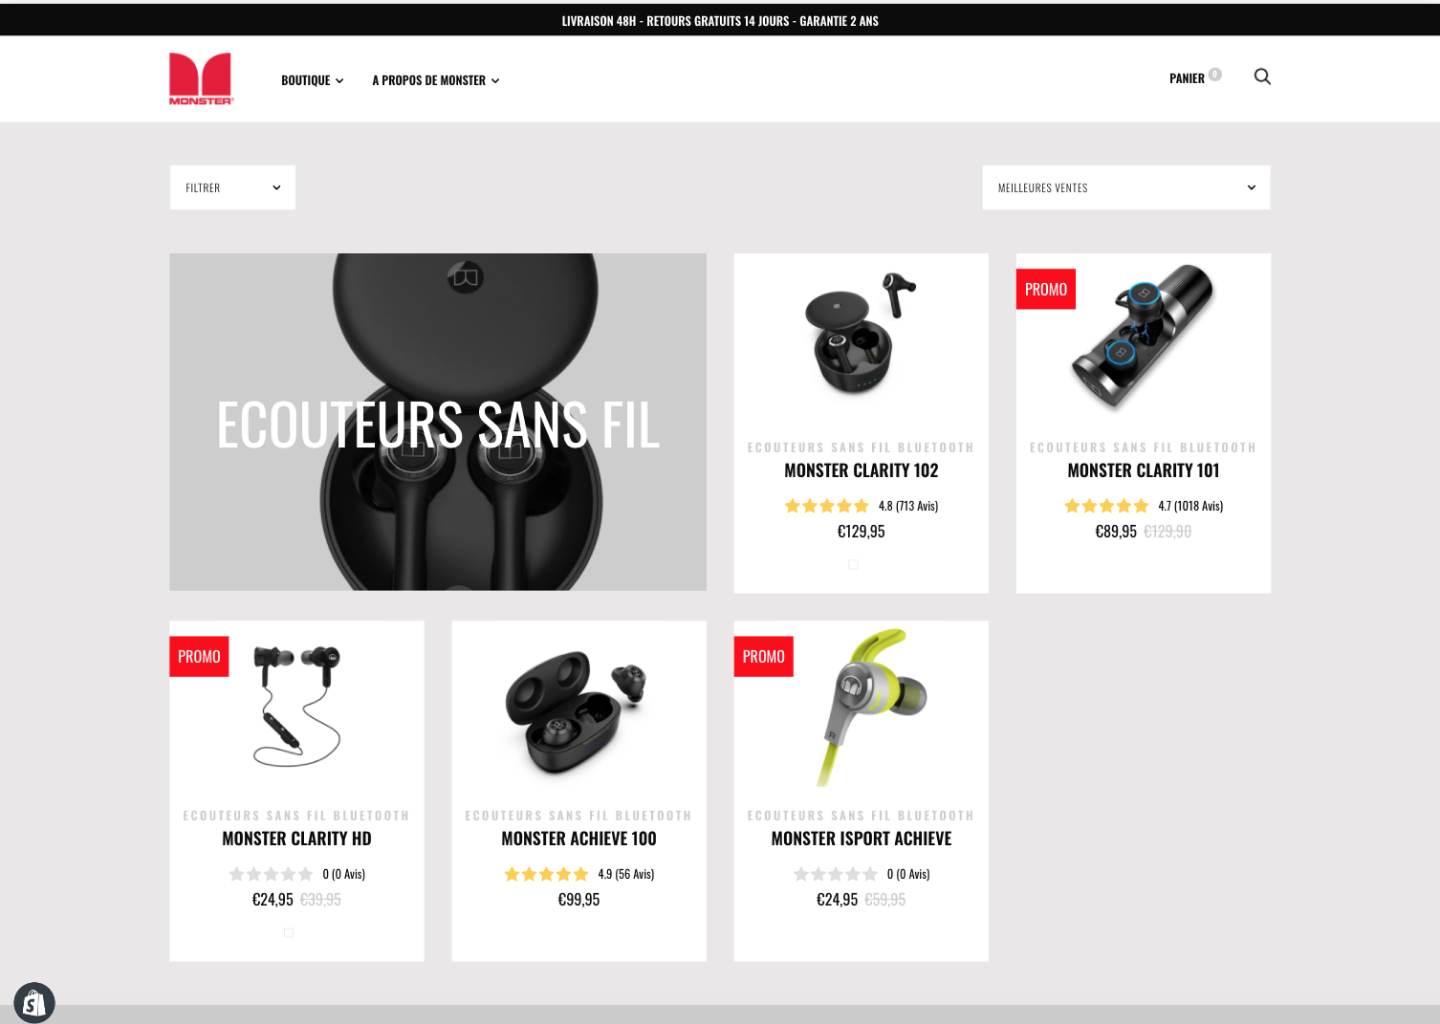 LIVRAISON 48H - RETOURS GRATUITS 14 JOURS - GARANTIE 2 ANS
MONSTER
BOUTIQUE
A PROPOS DE MONSTER
PANIER 0
FILTRER
MEILLEURES VENTES
ECOUTEURS SANS FIL
ECOUTEURS SANS FIL BLUETOOTH
MONSTER CLARITY 102
4.8 (713 Avis)
€129,95
PROMO
ECOUTEURS SANS FIL BLUETOOTH
MONSTER CLARITY 101
4.7 (1018 Avis)
€89,95 €129,90
PROMO
ECOUTEURS SANS FIL BLUETOOTH
MONSTER CLARITY HD
0 (0 Avis)
€24,95 €39,95
ECOUTEURS SANS FIL BLUETOOTH
MONSTER ACHIEVE 100
4.9 (56 Avis)
€99,95
PROMO
ECOUTEURS SANS FIL BLUETOOTH
MONSTER ISPORT ACHIEVE
0 (0 Avis)
€24,95 €59,95